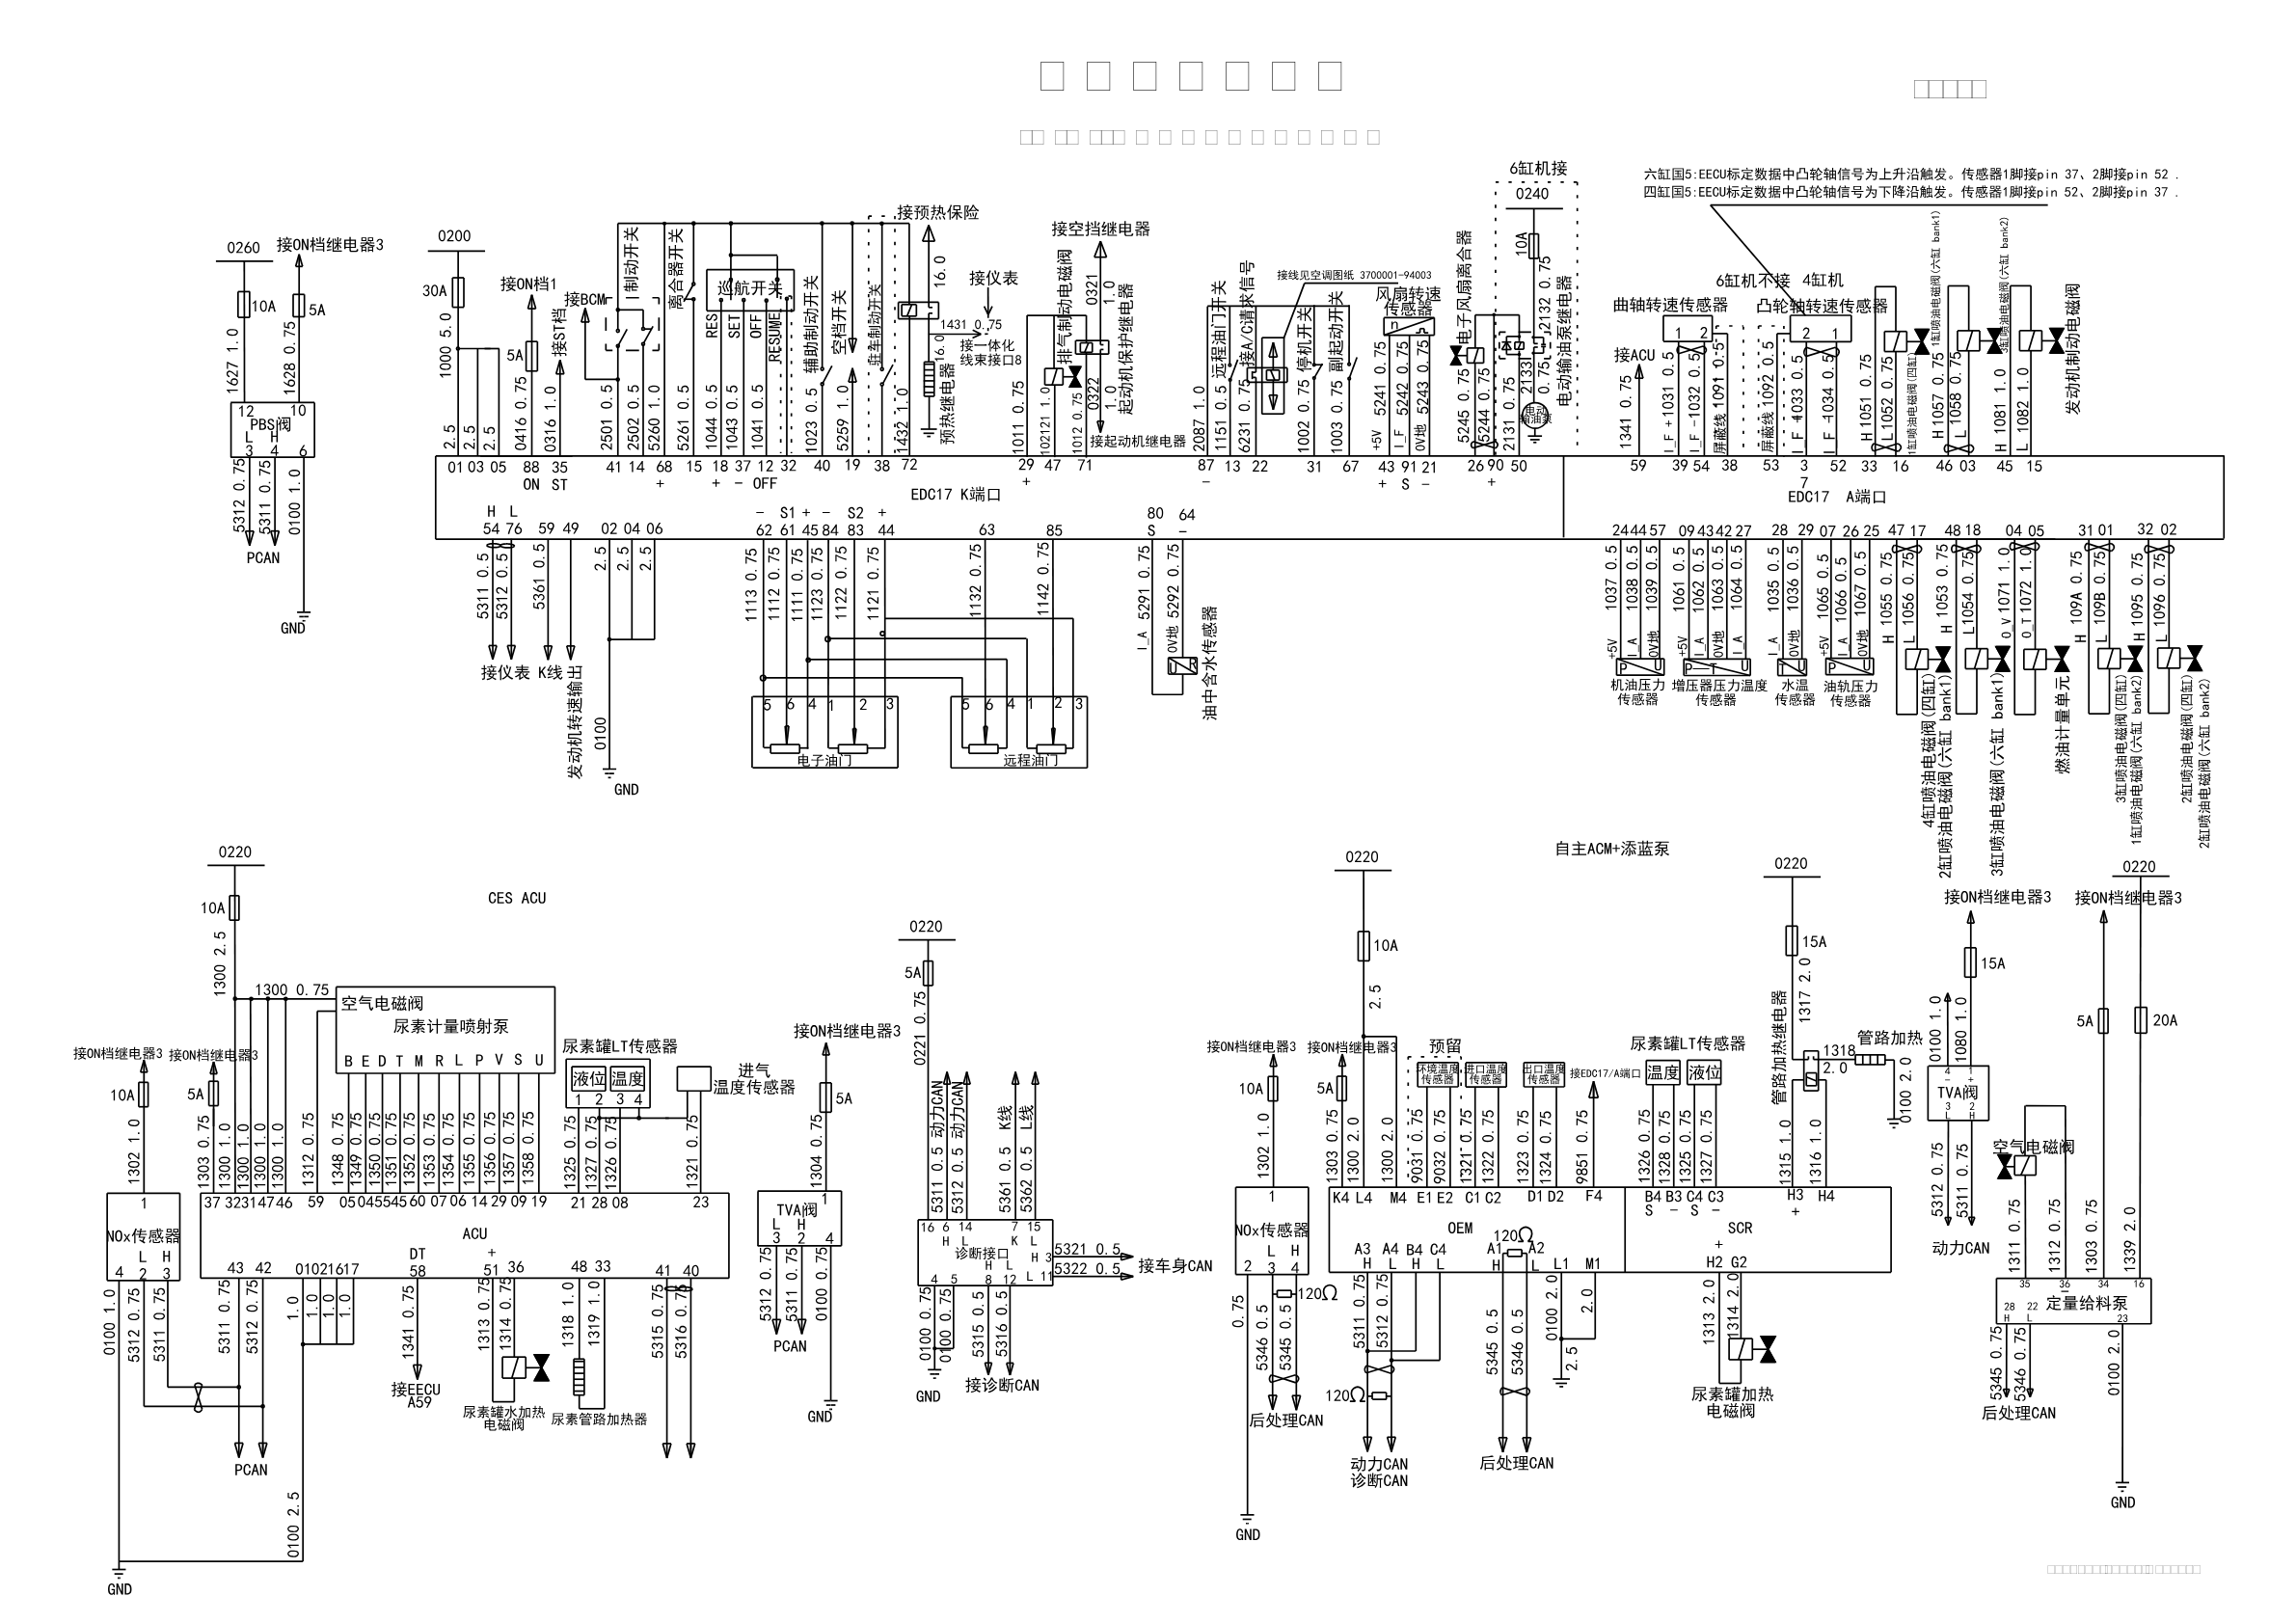 六缸国5:EECU标定数据中凸轮轴信号为上升沿触发。传感器1脚接pin 37、2脚接pin 52 .
四缸国5:EECU标定数据中凸轮轴信号为下降沿触发。传感器1脚接pin 52、2脚接pin 37 .
0260
接ON档继电器3
10A
5A
1627 1.0
1628 0.75
12 10
PBS阀
L H
3 4 6
5312 0.75
5311 0.75
0100 1.0
PCAN
GND
0200
30A
1000 5.0
2.5
2.5
2.5
接ON档1
5A
0416 0.75
接ST档
0316 1.0
接BCM
制动开关
2501 0.5
2502 0.5
5260 1.0
离合器开关
5261 0.5
巡航开关
RES
SET
OFF
RESUME
1044 0.5
1043 0.5
1041 0.5
辅助制动开关
1023 0.5
空档开关
5259 1.0
驻车制动开关
1432 1.0
接预热保险
16.0
1431 0.75
16.0
预热继电器
接仪表
接一体化
线束接口8
1011 0.75
102121 1.0
排气制动电磁阀
1012 0.75
接空挡继电器
0321
1.0
0322
1.0
起动机保护继电器
接起动机继电器
2087 1.0
1151 0.5
远程油门开关
6231 0.75
接A/C请求信号
接线见空调图纸 3700001-94003
停机开关
1002 0.75
副起动开关
1003 0.75
风扇转速
传感器
n
+5V 5241 0.75
I_F 5242 0.75
0V地 5243 0.75
电子风扇离合器
5245 0.75
5244 0.75
6缸机接
0240
10A
2132 0.75
2131 0.75
2133
0.75
电动输油泵继电器
电动
输油泵
接ACU
1341 0.75
曲轴转速传感器
1 2
I_F + 1031 0.5
I_F - 1032 0.5
屏蔽线 1091 0.5
6缸机不接 4缸机
凸轮轴转速传感器
2 1
屏蔽线 1092 0.5
I_F + 1033 0.5
I_F - 1034 0.5
H 1051 0.75
L 1052 0.75
1缸喷油电磁阀(四缸)
1缸喷油电磁阀(六缸 bank1)
H 1057 0.75
L 1058 0.75
3缸喷油电磁阀(六缸 bank2)
H 1081 1.0
L 1082 1.0
发动机制动电磁阀
01 03 05 88 35 41 14 68 15 18 37 12 32 40 19 38 72 29 47 71 87 13 22 31 67 43 91 21 26 90 50 59 39 54 38 53 3 52 33 16 46 03 45 15
ON ST + + - OFF + - + S - + 7
EDC17 K端口
EDC17 A端口
H L - S1 + - S2 +
54 76 59 49 02 04 06 62 61 45 84 83 44 63 85 80 64
S -
24 44 57 09 43 42 27 28 29 07 26 25 47 17 48 18 04 05 31 01 32 02
5311 0.5
5312 0.5
5361 0.5
2.5
2.5
2.5
接仪表 K线
发动机转速输出
0100
GND
1113 0.75
1112 0.75
1111 0.75
1123 0.75
1122 0.75
1121 0.75
1132 0.75
1142 0.75
5 6 4 1 2 3
电子油门
5 6 4 1 2 3
远程油门
I_A 5291 0.75
0V地 5292 0.75
油中含水传感器
1037 0.5
1038 0.5
1039 0.5
+5V I_A 0V地
P U
机油压力
传感器
1061 0.5
1062 0.5
1063 0.5
1064 0.5
+5V I_A 0V地 I_A
P T U
增压器压力温度
传感器
1035 0.5
1036 0.5
I_A 0V地
水温
传感器
1065 0.5
1066 0.5
1067 0.5
+5V I_A 0V地
P U
油轨压力
传感器
H 1055 0.75
L 1056 0.75
4缸喷油电磁阀(四缸)
2缸喷油电磁阀(六缸 bank1)
H 1053 0.75
L1054 0.75
3缸喷油电磁阀(六缸 bank1)
O_V 1071 1.0
O_T 1072 1.0
燃油计量单元
H 109A 0.75
L 109B 0.75
3缸喷油电磁阀(四缸)
1缸喷油电磁阀(六缸 bank2)
H 1095 0.75
L 1096 0.75
2缸喷油电磁阀(四缸)
2缸喷油电磁阀(六缸 bank2)
0220
10A
1300 2.5
CES ACU
1300 0.75
空气电磁阀
尿素计量喷射泵
B E D T M R L P V S U
接ON档继电器3
接ON档继电器3
10A
5A
1302 1.0
1303 0.75
1300 1.0
1300 1.0
1300 1.0
1300 1.0
1312 0.75
1348 0.75
1349 0.75
1350 0.75
1351 0.75
1352 0.75
1353 0.75
1354 0.75
1355 0.75
1356 0.75
1357 0.75
1358 0.75
尿素罐LT传感器
液位 温度
1 2 3 4
1325 0.75
1327 0.75
1326 0.75
进气
温度传感器
1321 0.75
1
NOx传感器
L H
4 2 3
37 32 31 47 46 59 05 04 55 45 60 07 06 14 29 09 19 21 28 08 23
ACU
43 42 01 02 16 17 58 51 36 48 33 41 40
DT +
0100 1.0
5312 0.75
5311 0.75
5311 0.75
5312 0.75
1.0
1.0
1.0
1.0
1341 0.75
接EECU
A59
1313 0.75
1314 0.75
尿素罐水加热
电磁阀
1318 1.0
1319 1.0
尿素管路加热器
5315 0.75
5316 0.75
PCAN
0100 2.5
GND
接ON档继电器3
5A
1304 0.75
1
TVA阀
L H
3 2 4
5312 0.75
5311 0.75
0100 0.75
PCAN
GND
0220
5A
0221 0.75
5311 0.5 动力CAN
5312 0.5 动力CAN
5361 0.5 K线
5362 0.5 L线
16 6 14 7 15
H L K L
诊断接口
H 3
L 11
H L
4 5 8 12
5321 0.5
5322 0.5
接车身CAN
0100 0.75
0100 0.75
5315 0.5
5316 0.5
GND
接诊断CAN
自主ACM+添蓝泵
0220
10A
2.5
接ON档继电器3
接ON档继电器3
10A
5A
1302 1.0
1303 0.75
1300 2.0
1300 2.0
预留
环境温度
传感器
进口温度
传感器
出口温度
传感器
接EDC17/A端口
9031 0.75
9032 0.75
1321 0.75
1322 0.75
1323 0.75
1324 0.75
9851 0.75
尿素罐LT传感器
温度 液位
1326 0.75
1328 0.75
1325 0.75
1327 0.75
0220
15A
1317 2.0
管路加热继电器
1318
2.0
管路加热
0100 2.0
1315 1.0
1316 1.0
1
NOx传感器
L H
2 3 4
K4 L4 M4 E1 E2 C1 C2 D1 D2 F4 B4 B3 C4 C3 H3 H4
S - S - +
OEM
SCR
A3 A4 B4 C4 A1 120Ω A2 L1 M1
H L H L H L
+
H2 G2
120Ω
0.75
5346 0.5
5345 0.5
后处理CAN
GND
5311 0.75
5312 0.75
120Ω
动力CAN
诊断CAN
5345 0.5
5346 0.5
后处理CAN
0100 2.0
2.0
2.5
1313 2.0
1314 2.0
尿素罐加热
电磁阀
接ON档继电器3
15A
0100 1.0
1080 1.0
4 1
- +
TVA阀
3 2
L H
5312 0.75
5311 0.75
动力CAN
0220
接ON档继电器3
5A
20A
空气电磁阀
1311 0.75
1312 0.75
1303 0.75
1339 2.0
35 36 34 16
28 22 定量给料泵
H L 23
5345 0.75
5346 0.75
0100 2.0
后处理CAN
GND